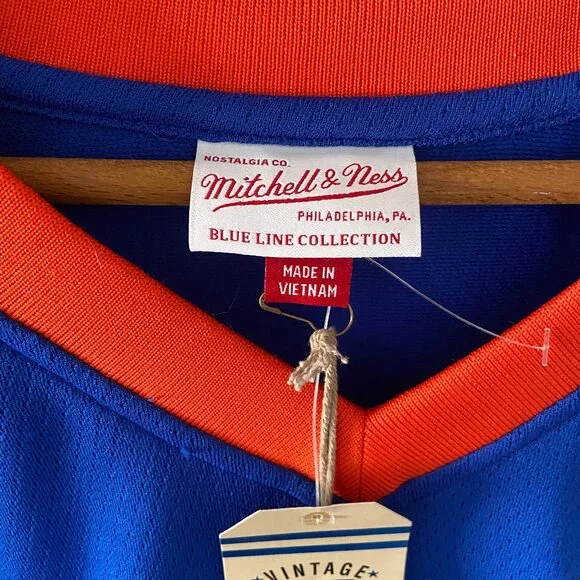 NOSTALGIA CO.
Mitchell & Ness
PHILADELPHIA, PA.
BLUE LINE COLLECTION
MADE IN
VIETNAM
VINTAGE